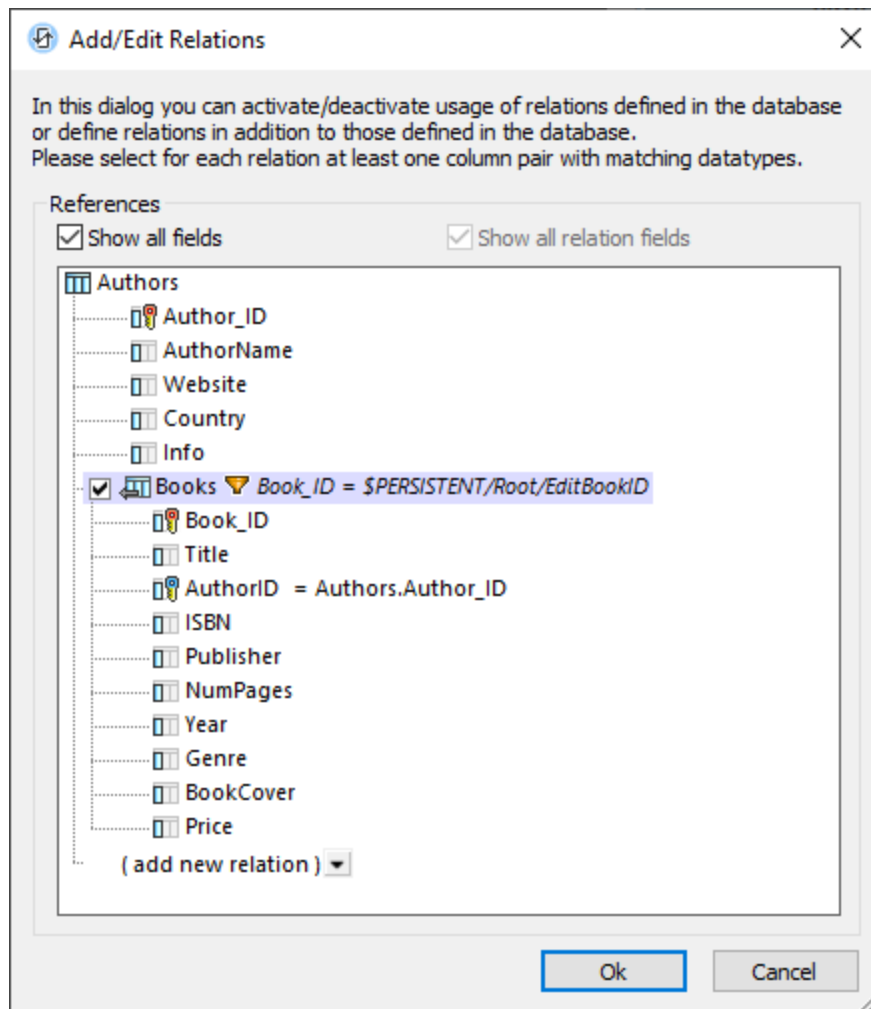 Add/Edit Relations
In this dialog you can activate/deactivate usage of relations defined in the database
or define relations in addition to those defined in the database.
Please select for each relation at least one column pair with matching datatypes.
References
Show all fields Show all relation fields
Authors
Author_ID
AuthorName
Website
Country
Info
Books Book_ID = $PERSISTENT/Root/EditBookID
Book_ID
Title
AuthorID = Authors.Author_ID
ISBN
Publisher
NumPages
Year
Genre
BookCover
Price
( add new relation )
Ok Cancel